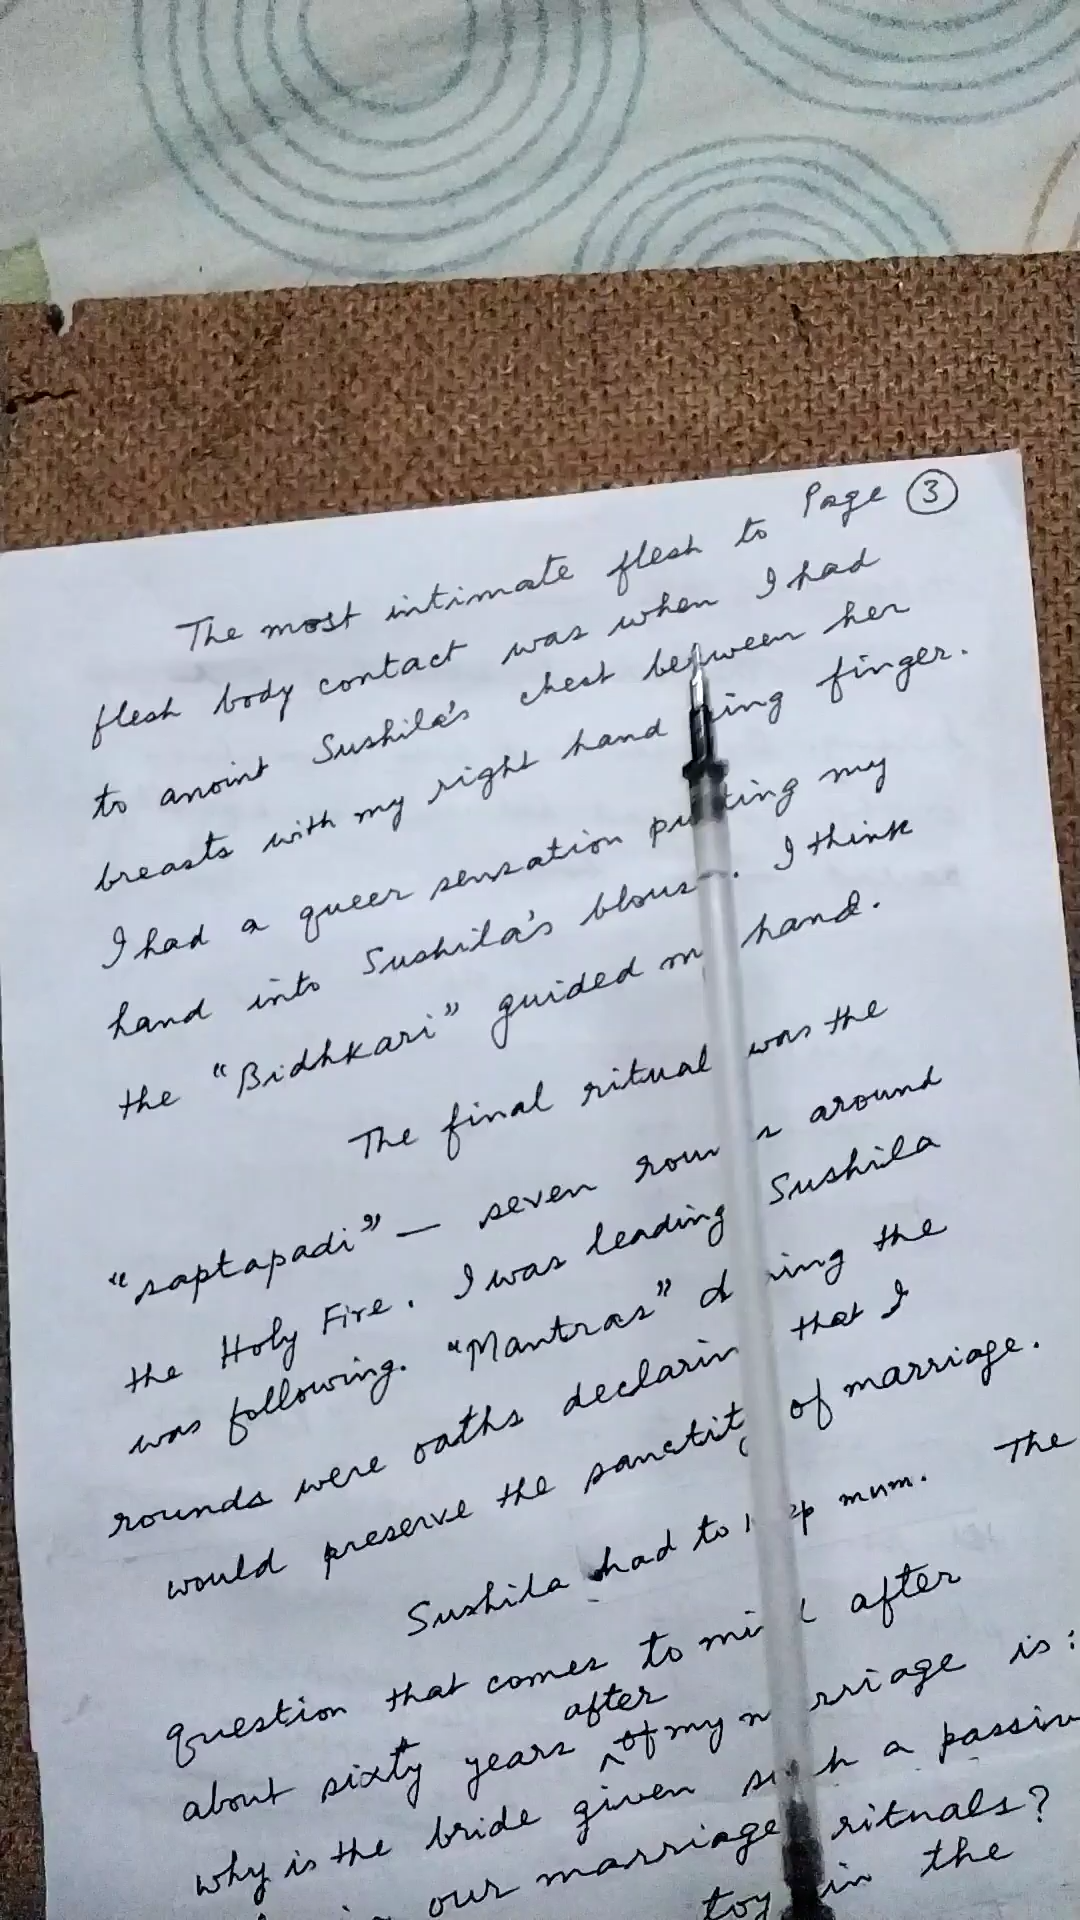 Page 3
The most intimate flesh to
flesh body contact was when I had
to anoint Sushila's chest between her
breasts with my right hand ring finger.
I had a queer sensation putting my
hand into Sushila's blouse. I think
the "Bidhkari" guided my hand.
The final ritual was the
"saptapadi" — seven rounds around
the Holy Fire. I was leading Sushila
was following. "Mantras" during the
rounds were oaths declaring that I
would preserve the sanctity of marriage.
Sushila had to keep mum. The
question that comes to mind after
about sixty years after of my marriage is:
why is the bride given such a passive
our marriage rituals?
toy in the